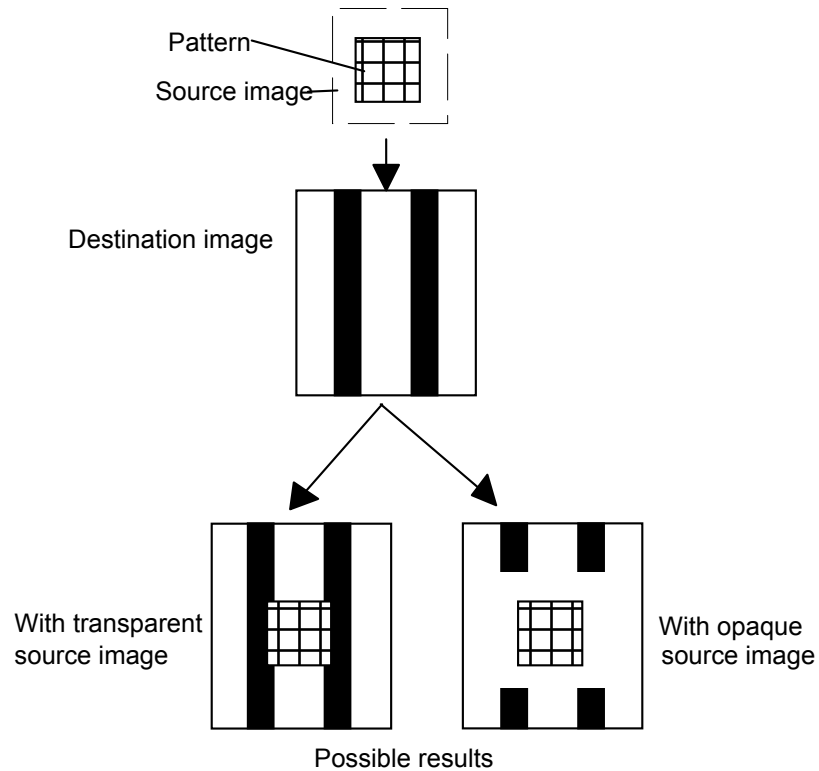 Pattern
Source image
Destination image
With transparent
source image
With opaque
source image
Possible results